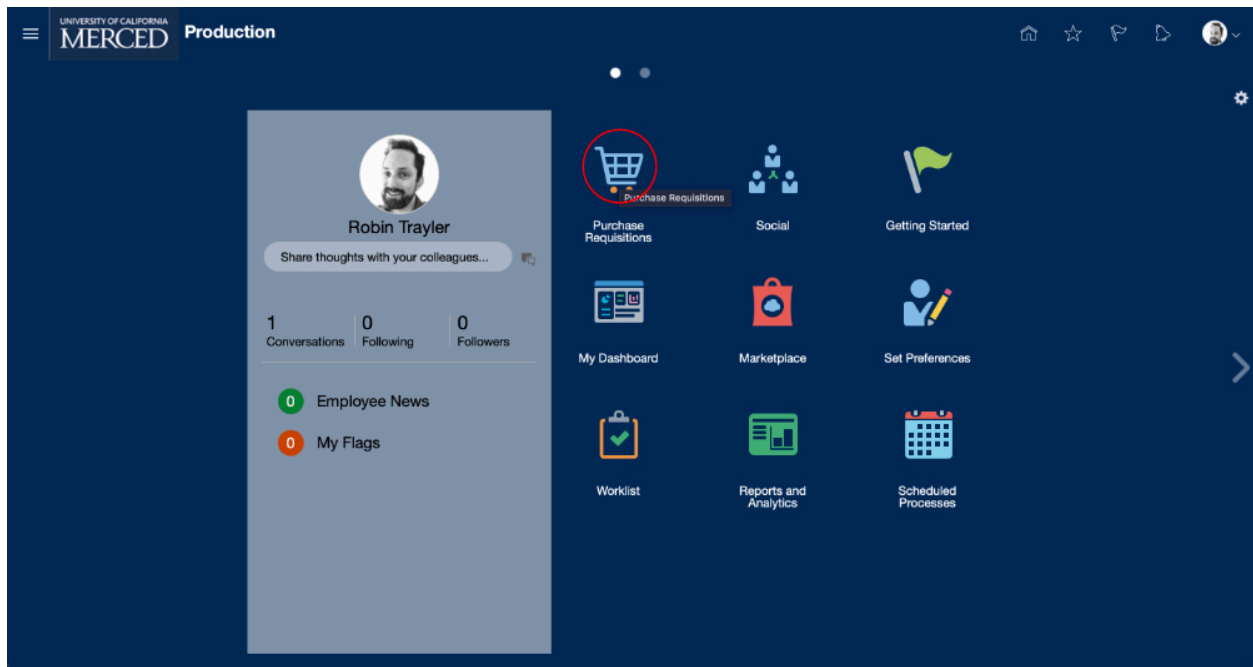 UNIVERSITY OF CALIFORNIA
MERCED
Production
Robin Trayler
Share thoughts with your colleagues...
1
Conversations
0
Following
0
Followers
0 Employee News
0 My Flags
Purchase Requisitions
Purchase
Requisitions
Social
Getting Started
My Dashboard
Marketplace
Set Preferences
Worklist
Reports and
Analytics
Scheduled
Processes